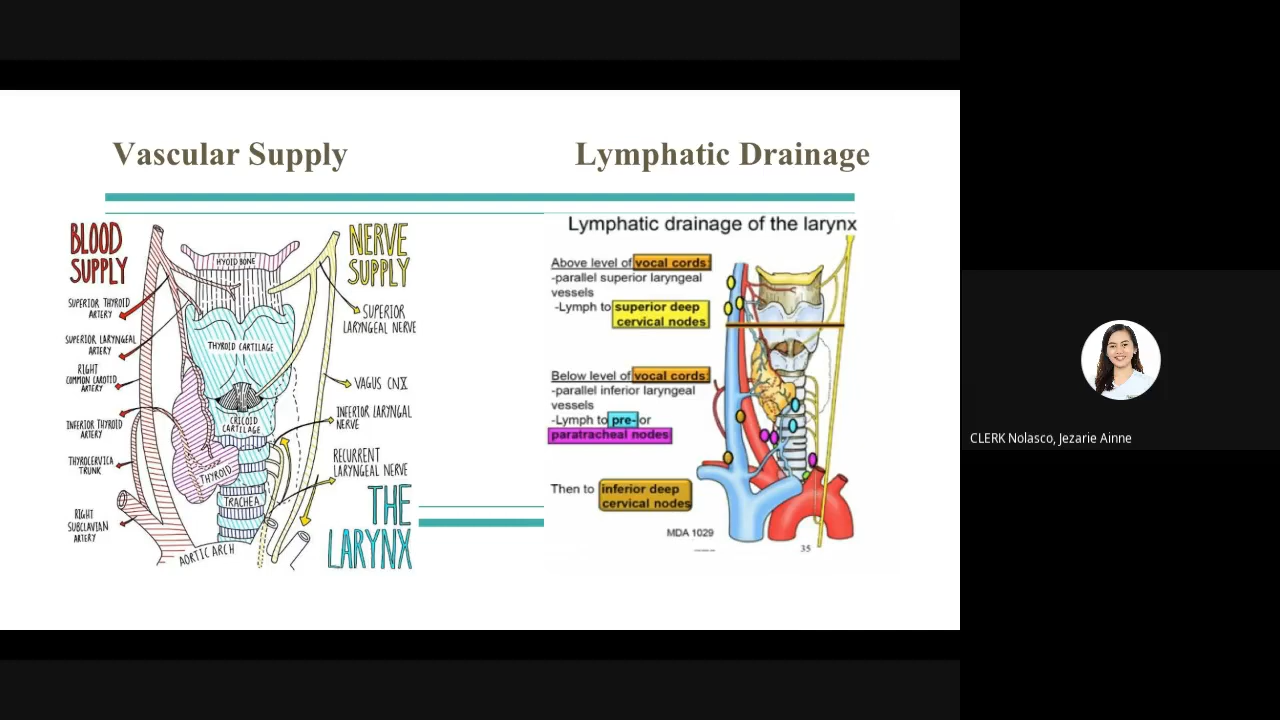 Vascular Supply
Lymphatic Drainage
BLOOD
SUPPLY
SUPERIOR THYROID
ARTERY
SUPERIOR LARYNGEAL
ARTERY
RIGHT
COMMON CAROTID
ARTERY
INFERIOR THYROID
ARTERY
THYROCERVICA
TRUNK
RIGHT
SUBCLAVIAN
ARTERY
HYOID BONE
THYROID CARTILAGE
CRICOID
CARTILAGE
THYROID
TRACHEA
AORTIC ARCH
NERVE
SUPPLY
SUPERIOR
LARYNGEAL NERVE
VAGUS CNX
INFERIOR LARYNGAL
NERVE
RECURRENT
LARYNGEAL NERVE
THE
LARYNX
Lymphatic drainage of the larynx
Above level of vocal cords:
-parallel superior laryngeal
vessels
-Lymph to superior deep
cervical nodes
Below level of vocal cords:
-parallel inferior laryngeal
vessels
-Lymph to pre- or
paratracheal nodes
Then to inferior deep
cervical nodes
MDA 1029
35
CLERK Nolasco, Jezarie Ainne